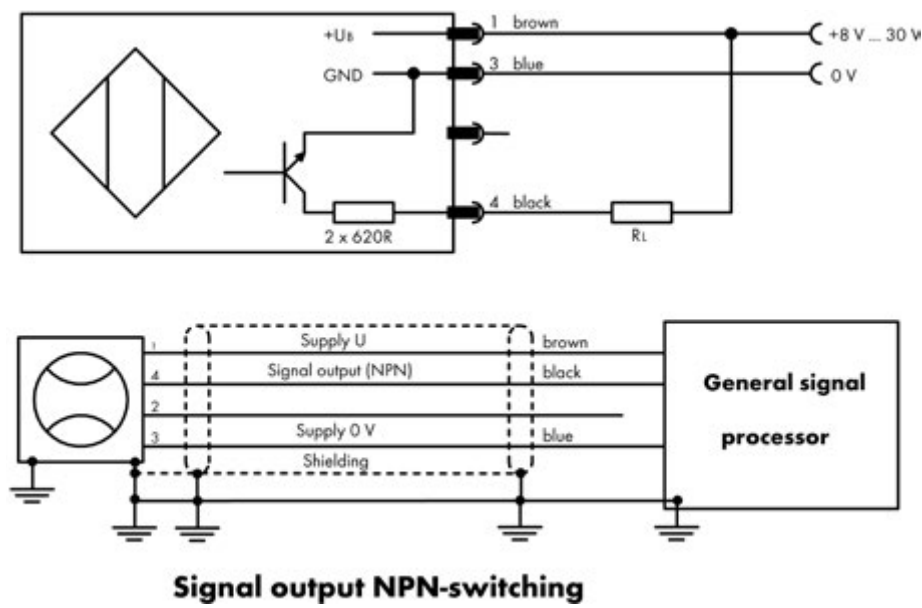 +UB 1 brown +8 V ... 30 V
GND 3 blue 0 V
4 black
2 x 620R RL
1 Supply U brown
4 Signal output (NPN) black General signal
2 processor
3 Supply 0 V blue
Shielding
Signal output NPN-switching